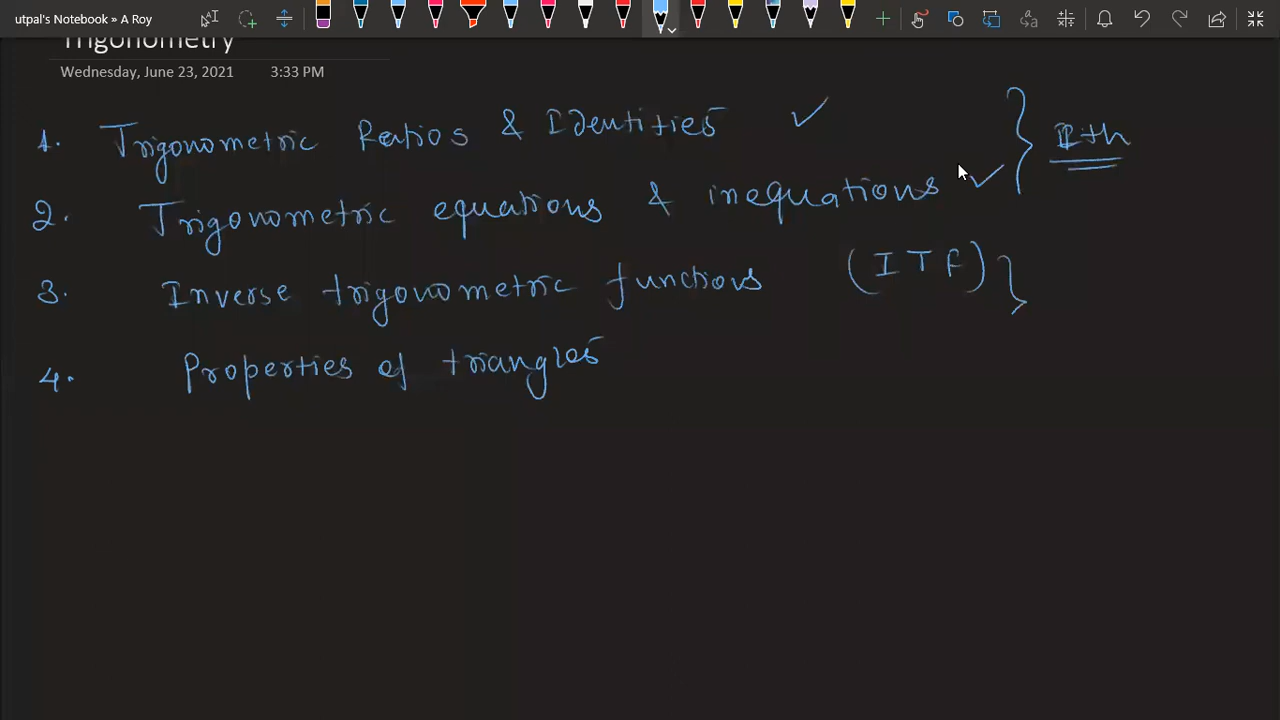 utpal's Notebook » A Roy
Trigonometry
Wednesday, June 23, 2021 3:33 PM
1. Trigonometric Ratios & Identities ✓
2. Trigonometric equations & inequations ✓
3. Inverse trigonometric functions (ITF)
4. Properties of triangles